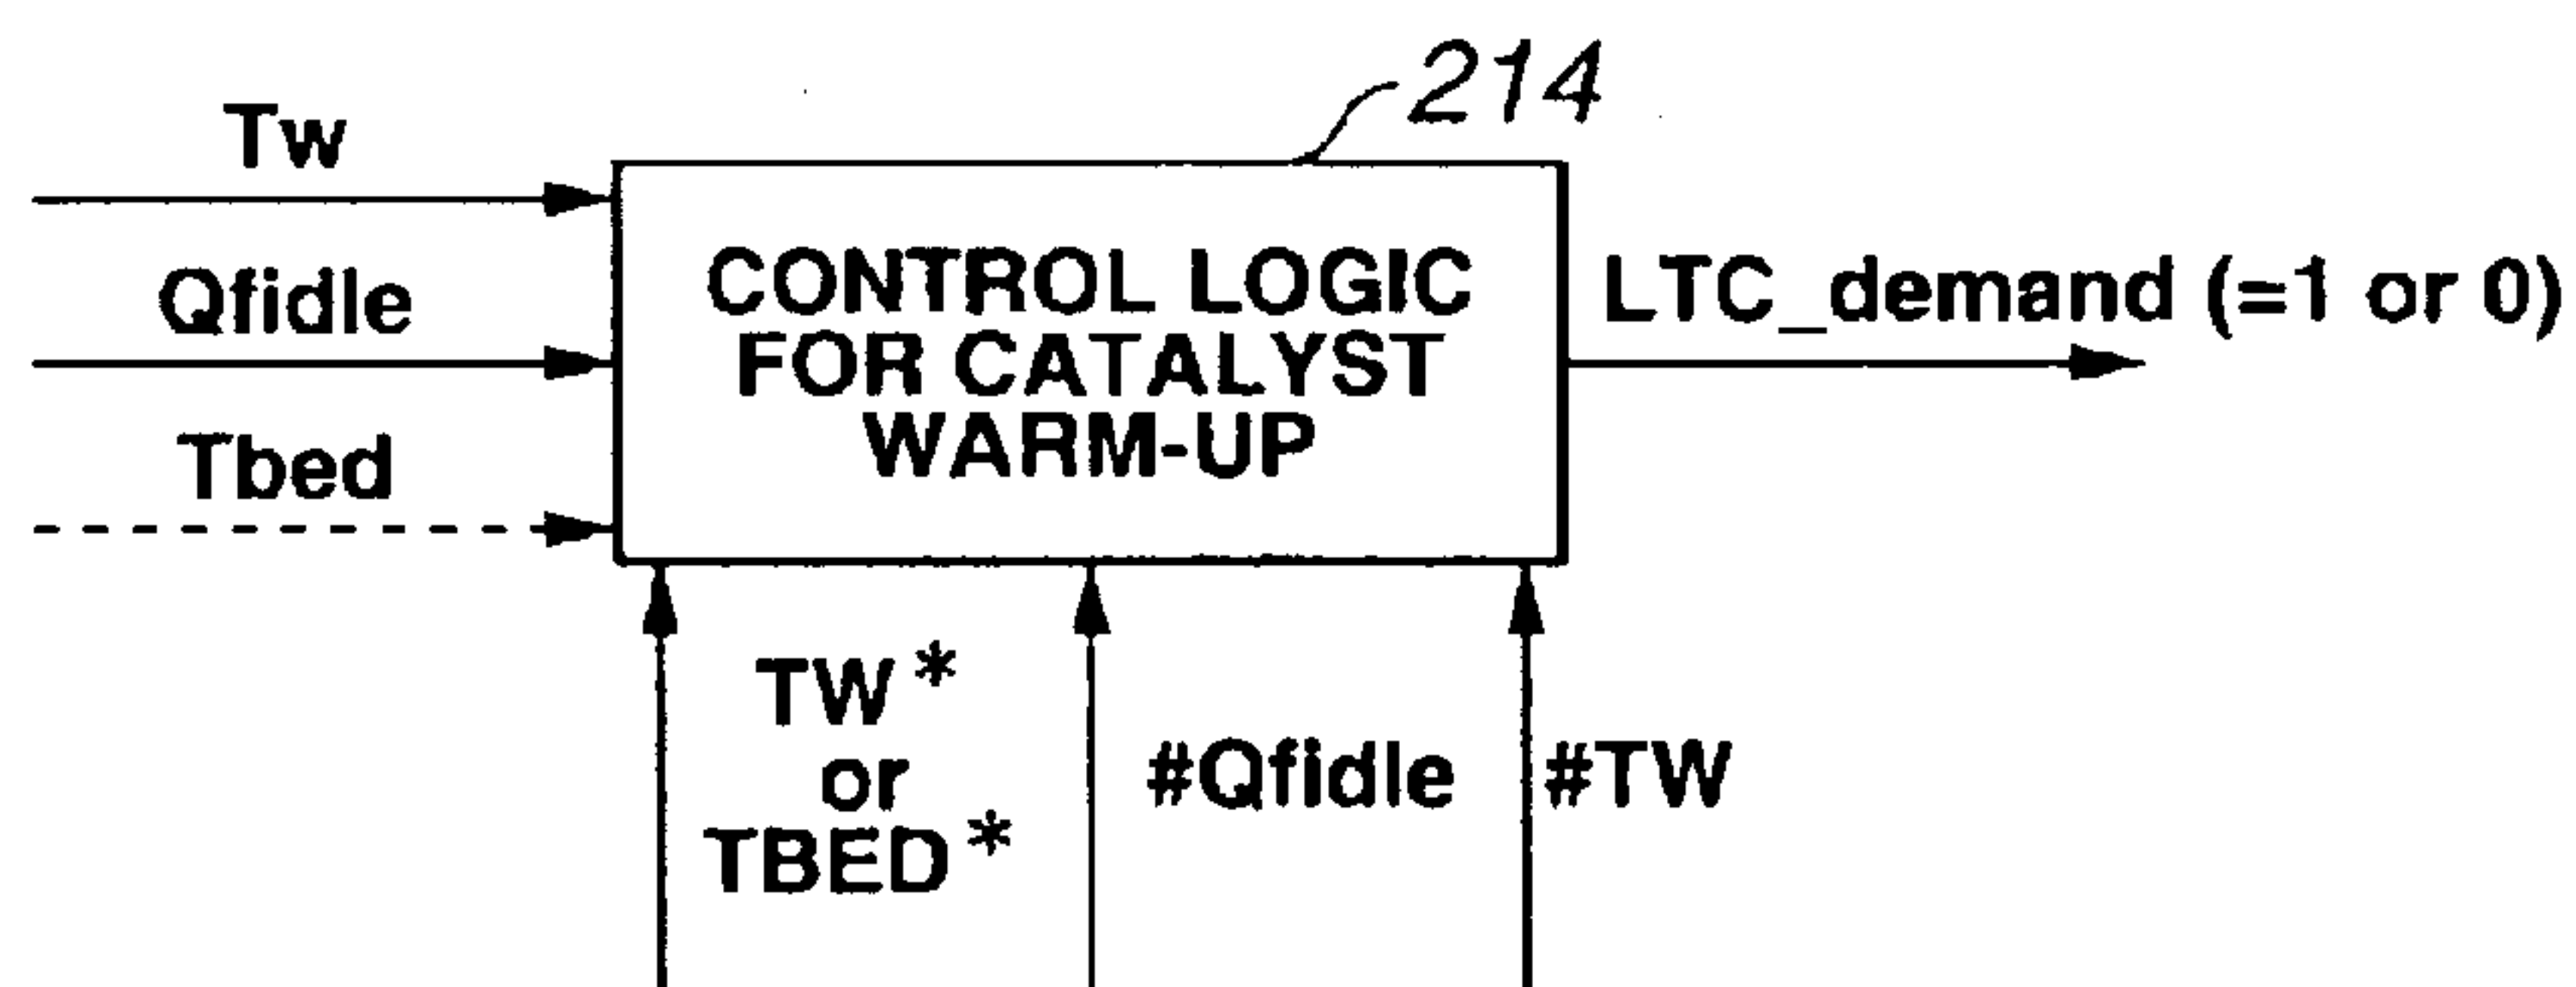 214
Tw
CONTROL LOGIC
FOR CATALYST
WARM-UP
Qfidle
LTC_demand (=1 or 0)
Tbed
TW*
or
TBED*
#Qfidle
#TW